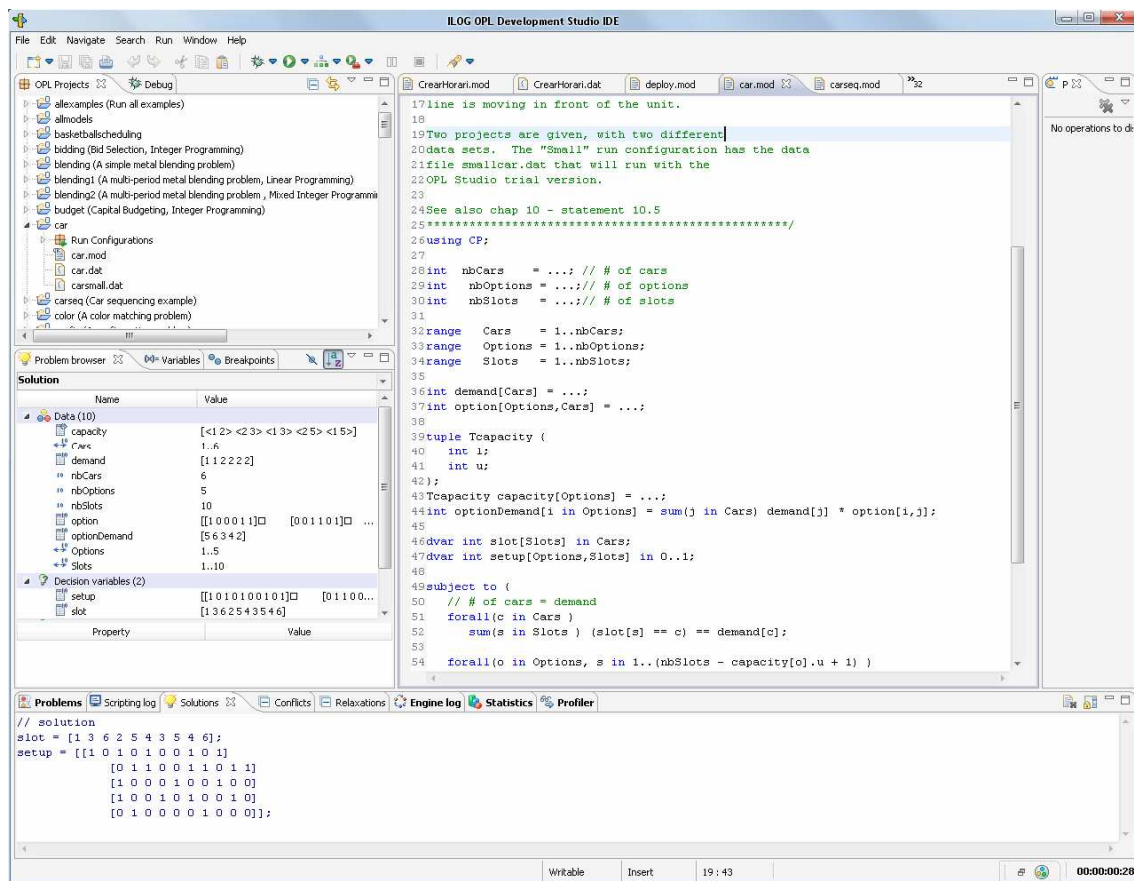 ILOG OPL Development Studio IDE
File Edit Navigate Search Run Window Help
OPL Projects Debug
allexamples (Run all examples)
allmodels
basketballscheduling
bidding (Bid Selection, Integer Programming)
blending (A simple metal blending problem)
blending1 (A multi-period metal blending problem, Linear Programming)
blending2 (A multi-period metal blending problem , Mixed Integer Programmi
budget (Capital Budgeting, Integer Programming)
car
Run Configurations
car.mod
car.dat
carsmall.dat
carseq (Car sequencing example)
color (A color matching problem)
Problem browser Variables Breakpoints
Solution
Name Value
Data (10)
capacity [<1 2> <2 3> <1 3> <2 5> <1 5>]
Cars 1..6
demand [1 1 2 2 2 2]
nbCars 6
nbOptions 5
nbSlots 10
option [[1 0 0 0 1 1] [0 0 1 1 0 1] ...
optionDemand [5 6 3 4 2]
Options 1..5
Slots 1..10
Decision variables (2)
setup [[1 0 1 0 1 0 0 1 0 1] [0 1 1 0 0...
slot [1 3 6 2 5 4 3 5 4 6]
Property Value
CrearHorari.mod CrearHorari.dat deploy.mod car.mod carseq.mod »32
17 line is moving in front of the unit.
18
19 Two projects are given, with two different
20 data sets. The "Small" run configuration has the data
21 file smallcar.dat that will run with the
22 OPL Studio trial version.
23
24 See also chap 10 - statement 10.5
25 ***************************************************/
26 using CP;
27
28 int nbCars = ...; // # of cars
29 int nbOptions = ...;// # of options
30 int nbSlots = ...;// # of slots
31
32 range Cars = 1..nbCars;
33 range Options = 1..nbOptions;
34 range Slots = 1..nbSlots;
35
36 int demand[Cars] = ...;
37 int option[Options,Cars] = ...;
38
39 tuple Tcapacity {
40 int l;
41 int u;
42 };
43 Tcapacity capacity[Options] = ...;
44 int optionDemand[i in Options] = sum(j in Cars) demand[j] * option[i,j];
45
46 dvar int slot[Slots] in Cars;
47 dvar int setup[Options,Slots] in 0..1;
48
49 subject to {
50 // # of cars = demand
51 forall(c in Cars )
52 sum(s in Slots ) (slot[s] == c) == demand[c];
53
54 forall(o in Options, s in 1..(nbSlots - capacity[o].u + 1) )
P
No operations to di
Problems Scripting log Solutions Conflicts Relaxations Engine log Statistics Profiler
// solution
slot = [1 3 6 2 5 4 3 5 4 6];
setup = [[1 0 1 0 1 0 0 1 0 1]
[0 1 1 0 0 1 1 0 1 1]
[1 0 0 0 1 0 0 1 0 0]
[1 0 0 1 0 1 0 0 1 0]
[0 1 0 0 0 0 1 0 0 0]];
Writable Insert 19 : 43 00:00:00:28